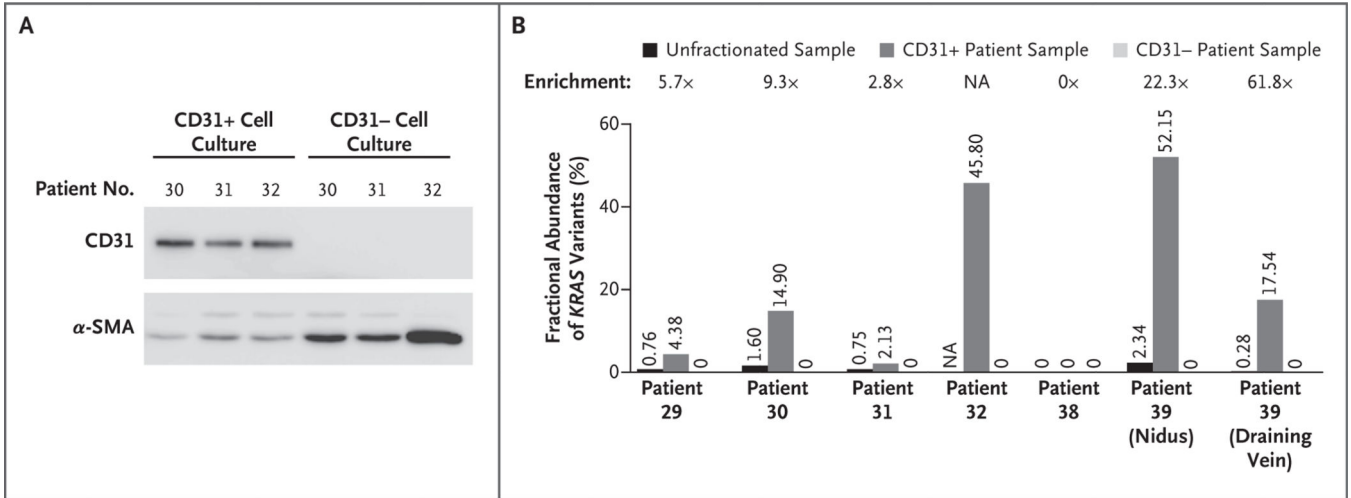 A
CD31+ Cell
Culture
CD31– Cell
Culture
Patient No. 30 31 32 30 31 32
CD31
α-SMA
B
Unfractionated Sample CD31+ Patient Sample CD31– Patient Sample
Enrichment: 5.7× 9.3× 2.8× NA 0× 22.3× 61.8×
Fractional Abundance
of KRAS Variants (%)
60
40
20
0
0.76 4.38 0 1.60 14.90 0 0.75 2.13 0 NA 45.80 0 0 0 0 2.34 52.15 0 0.28 17.54 0
Patient
29
Patient
30
Patient
31
Patient
32
Patient
38
Patient
39
(Nidus)
Patient
39
(Draining
Vein)